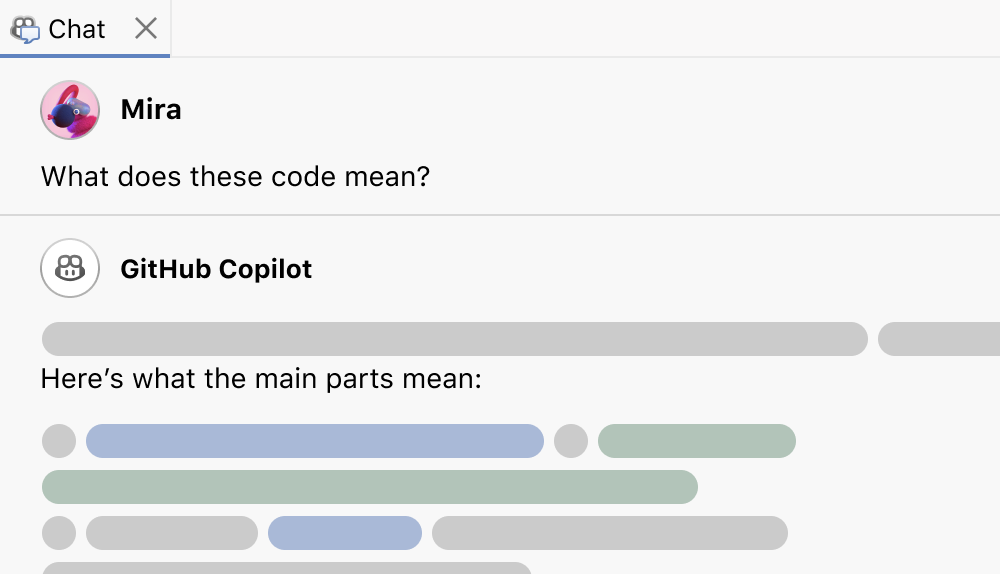 Chat
Mira
What does these code mean?
GitHub Copilot
Here’s what the main parts mean: